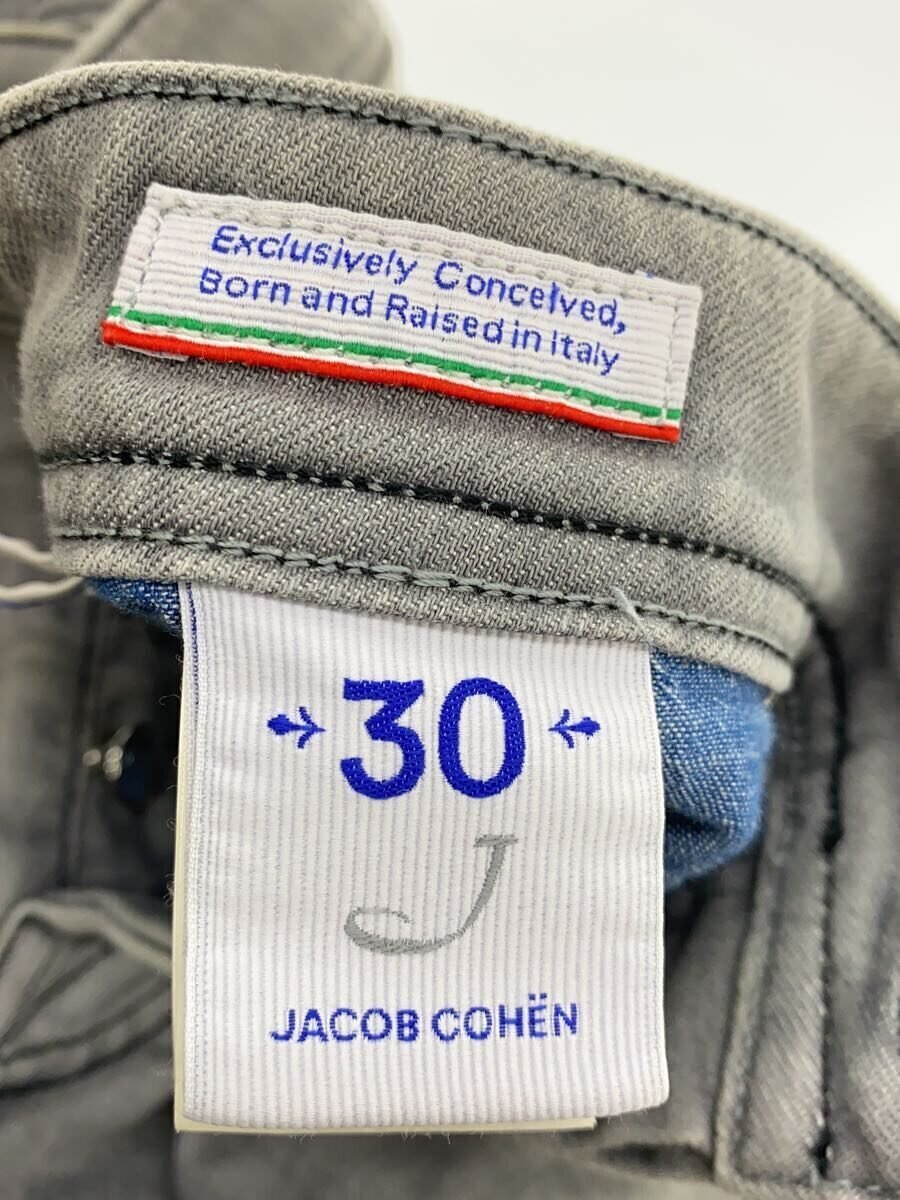 Exclusively Conceived,
Born and Raised in Italy
30
J
JACOB COHËN